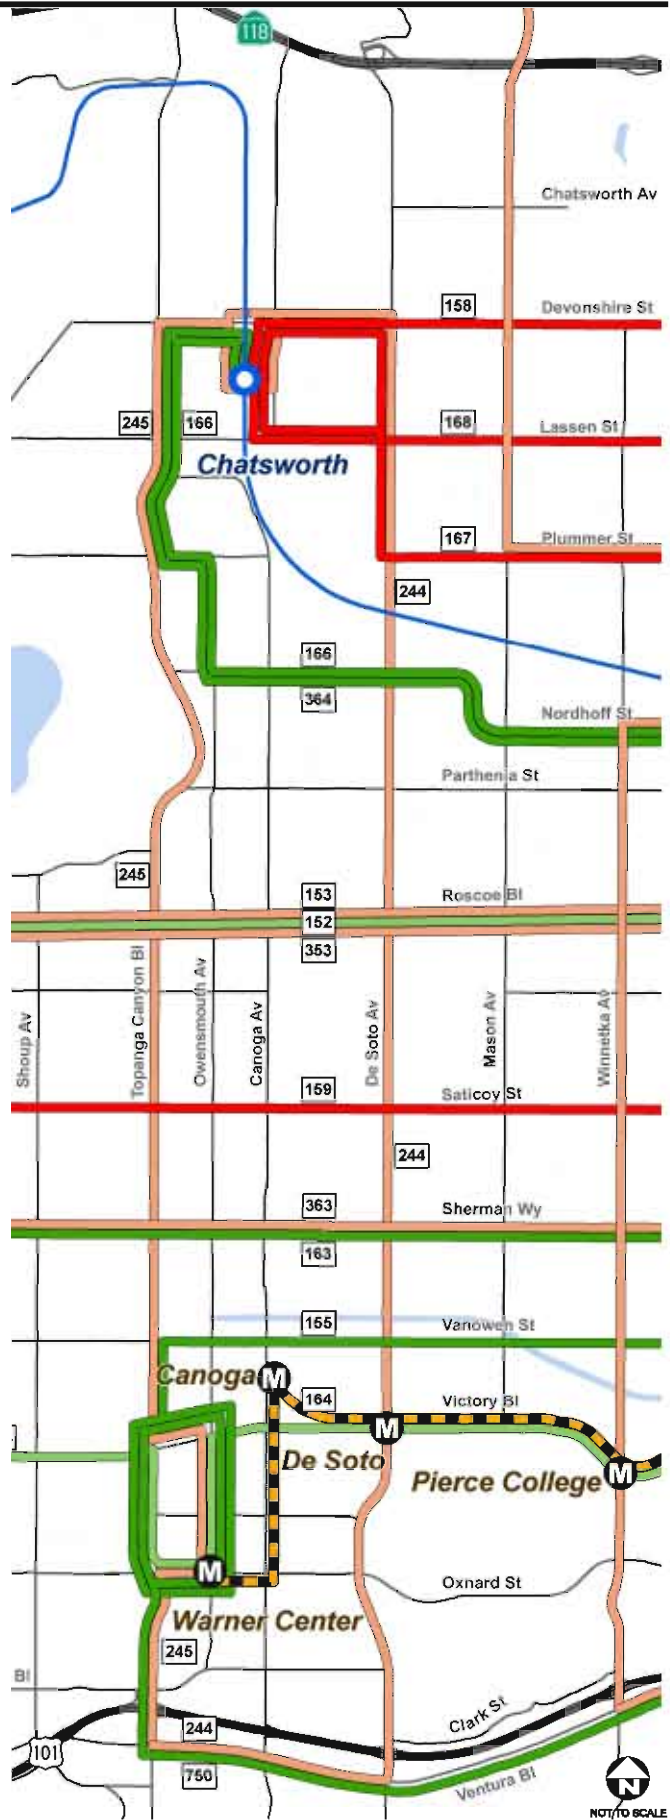 118
Chatsworth Av
158
Devonshire St
245
166
168
Lassen St
Chatsworth
167
Plummer St
244
166
364
Nordhoff St
Parthenia St
245
153
Roscoe Bl
152
353
Shoup Av
Topanga Canyon Bl
Owensmouth Av
Canoga Av
De Soto Av
Mason Av
Winnetka Av
159
Saticoy St
244
363
Sherman Wy
163
155
Vanowen St
Canoga
M
164
Victory Bl
M
De Soto
Pierce College
M
M
Oxnard St
Warner Center
245
Bl
244
Clark St
101
750
Ventura Bl
N
NOT TO SCALE